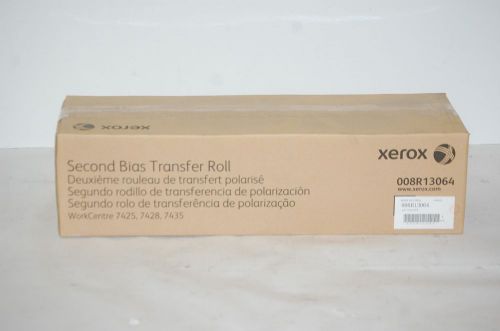 xerox
Second Bias Transfer Roll
Deuxième rouleau de transfert polarisé
Segundo rodillo de transferencia de polarización
Segundo rolo de transferência de polarização
WorkCentre 7425, 7428, 7435
xerox
008R13064
www.xerox.com
008R13064